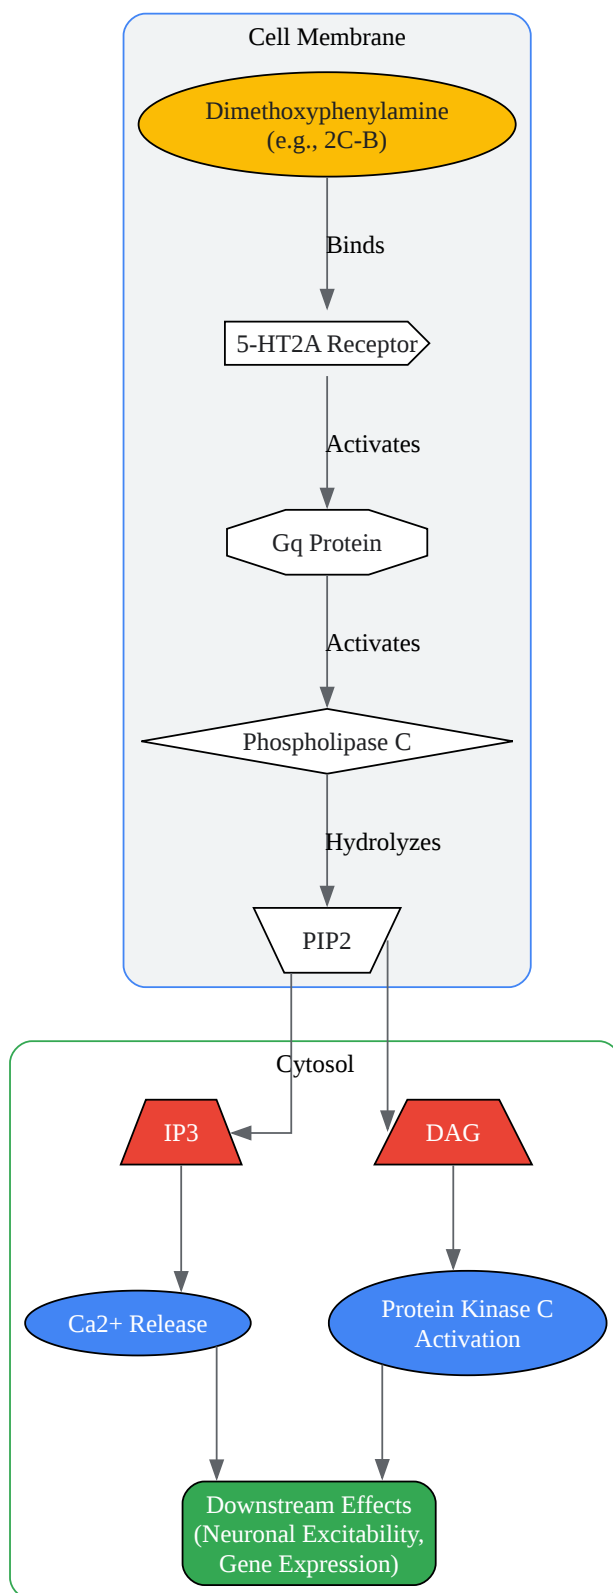 Cell Membrane
Dimethoxyphenylamine
(e.g., 2C-B)
Binds
5-HT2A Receptor
Activates
Gq Protein
Activates
Phospholipase C
Hydrolyzes
PIP2
Cytosol
IP3
DAG
Ca2+ Release
Protein Kinase C
Activation
Downstream Effects
(Neuronal Excitability,
Gene Expression)